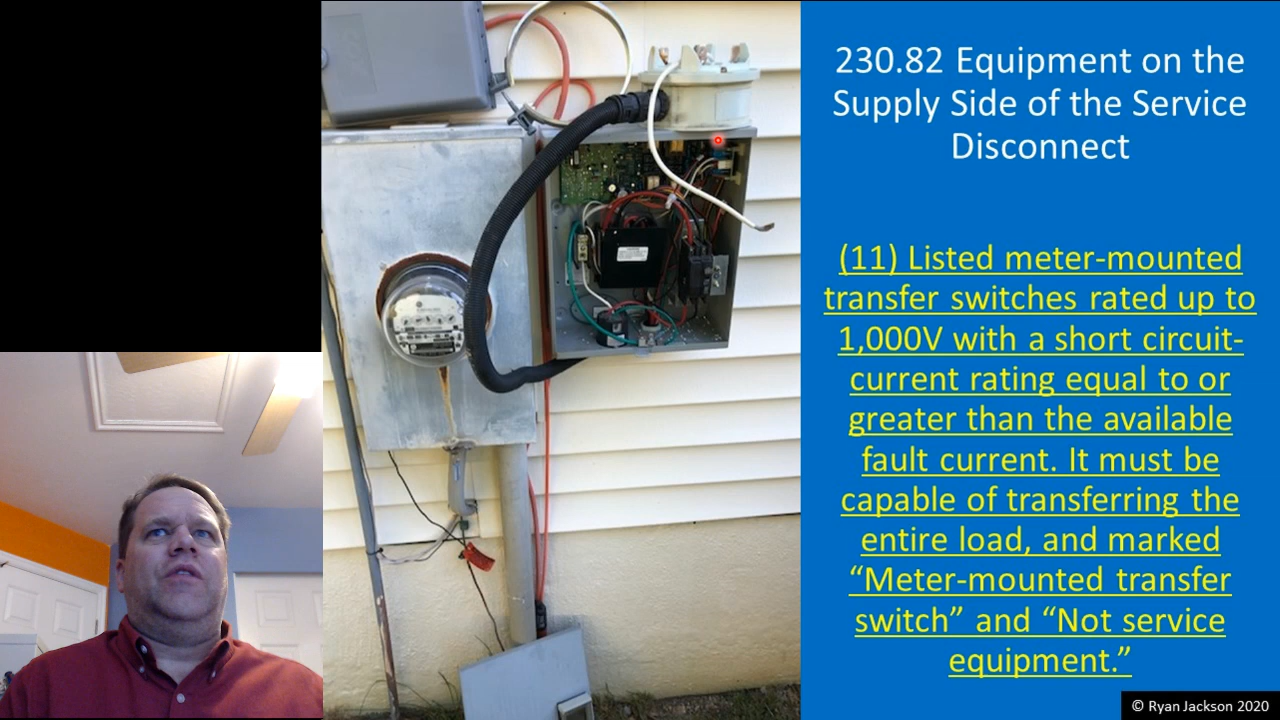 230.82 Equipment on the
Supply Side of the Service
Disconnect
(11) Listed meter-mounted
transfer switches rated up to
1,000V with a short circuit-
current rating equal to or
greater than the available
fault current. It must be
capable of transferring the
entire load, and marked
“Meter-mounted transfer
switch” and “Not service
equipment.”
© Ryan Jackson 2020